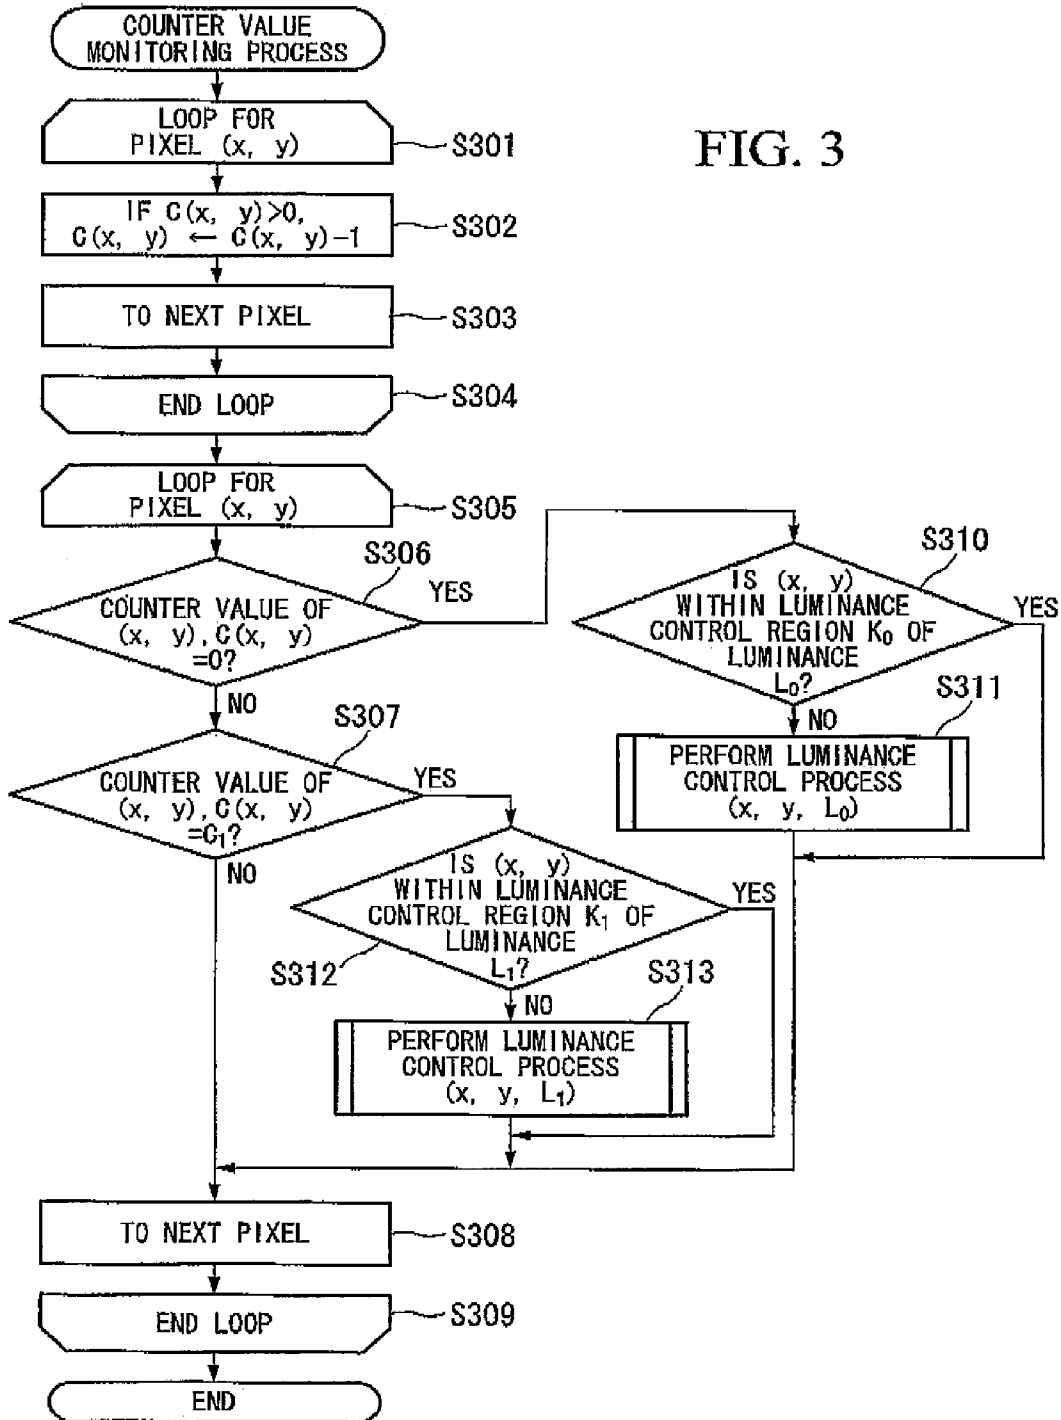 COUNTER VALUE
MONITORING PROCESS
FIG. 3
LOOP FOR
PIXEL (x, y)
S301
IF C(x, y)>0,
C(x, y) ← C(x, y)-1
S302
TO NEXT PIXEL
S303
END LOOP
S304
LOOP FOR
PIXEL (x, y)
S305
S306
COUNTER VALUE OF
(x, y), C(x, y)
=0?
YES
NO
S310
IS (x, y)
WITHIN LUMINANCE
CONTROL REGION K₀ OF
LUMINANCE
L₀?
YES
NO
S311
PERFORM LUMINANCE
CONTROL PROCESS
(x, y, L₀)
S307
COUNTER VALUE OF
(x, y), C(x, y)
=C₁?
YES
NO
IS (x, y)
WITHIN LUMINANCE
CONTROL REGION K₁ OF
LUMINANCE
L₁?
YES
S312
NO
S313
PERFORM LUMINANCE
CONTROL PROCESS
(x, y, L₁)
TO NEXT PIXEL
S308
END LOOP
S309
END